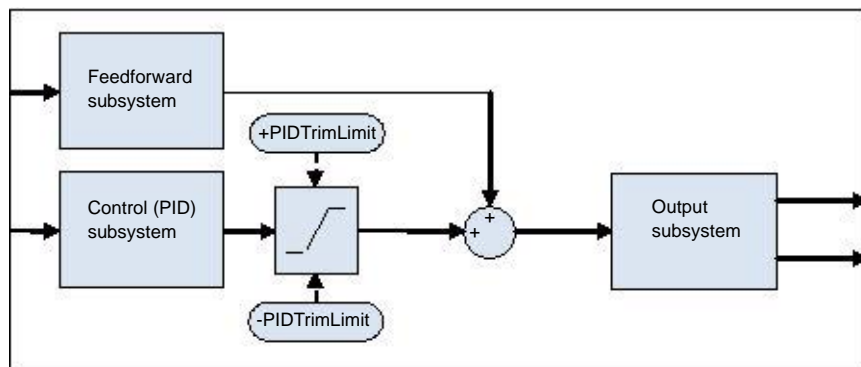 Feedforward
subsystem
+PIDTrimLimit
Control (PID)
subsystem
+
+
Output
subsystem
-PIDTrimLimit